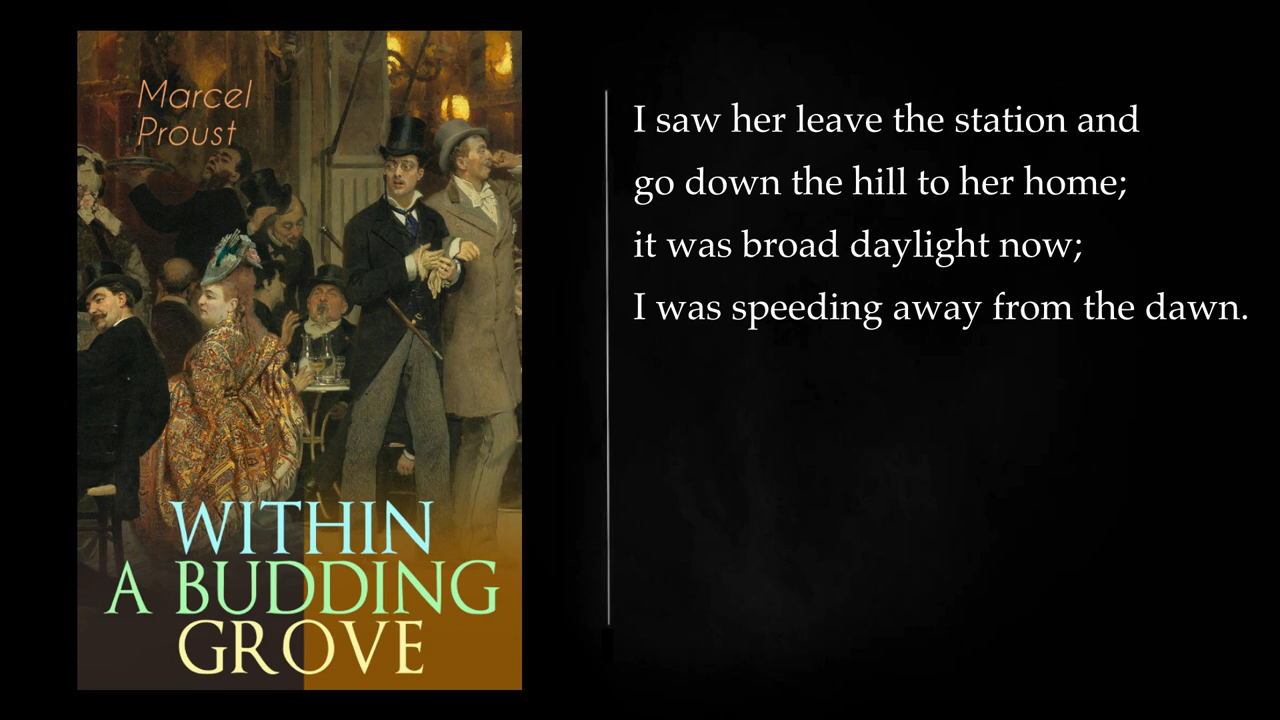 Marcel
Proust
WITHIN
A BUDDING
GROVE
I saw her leave the station and
go down the hill to her home;
it was broad daylight now;
I was speeding away from the dawn.